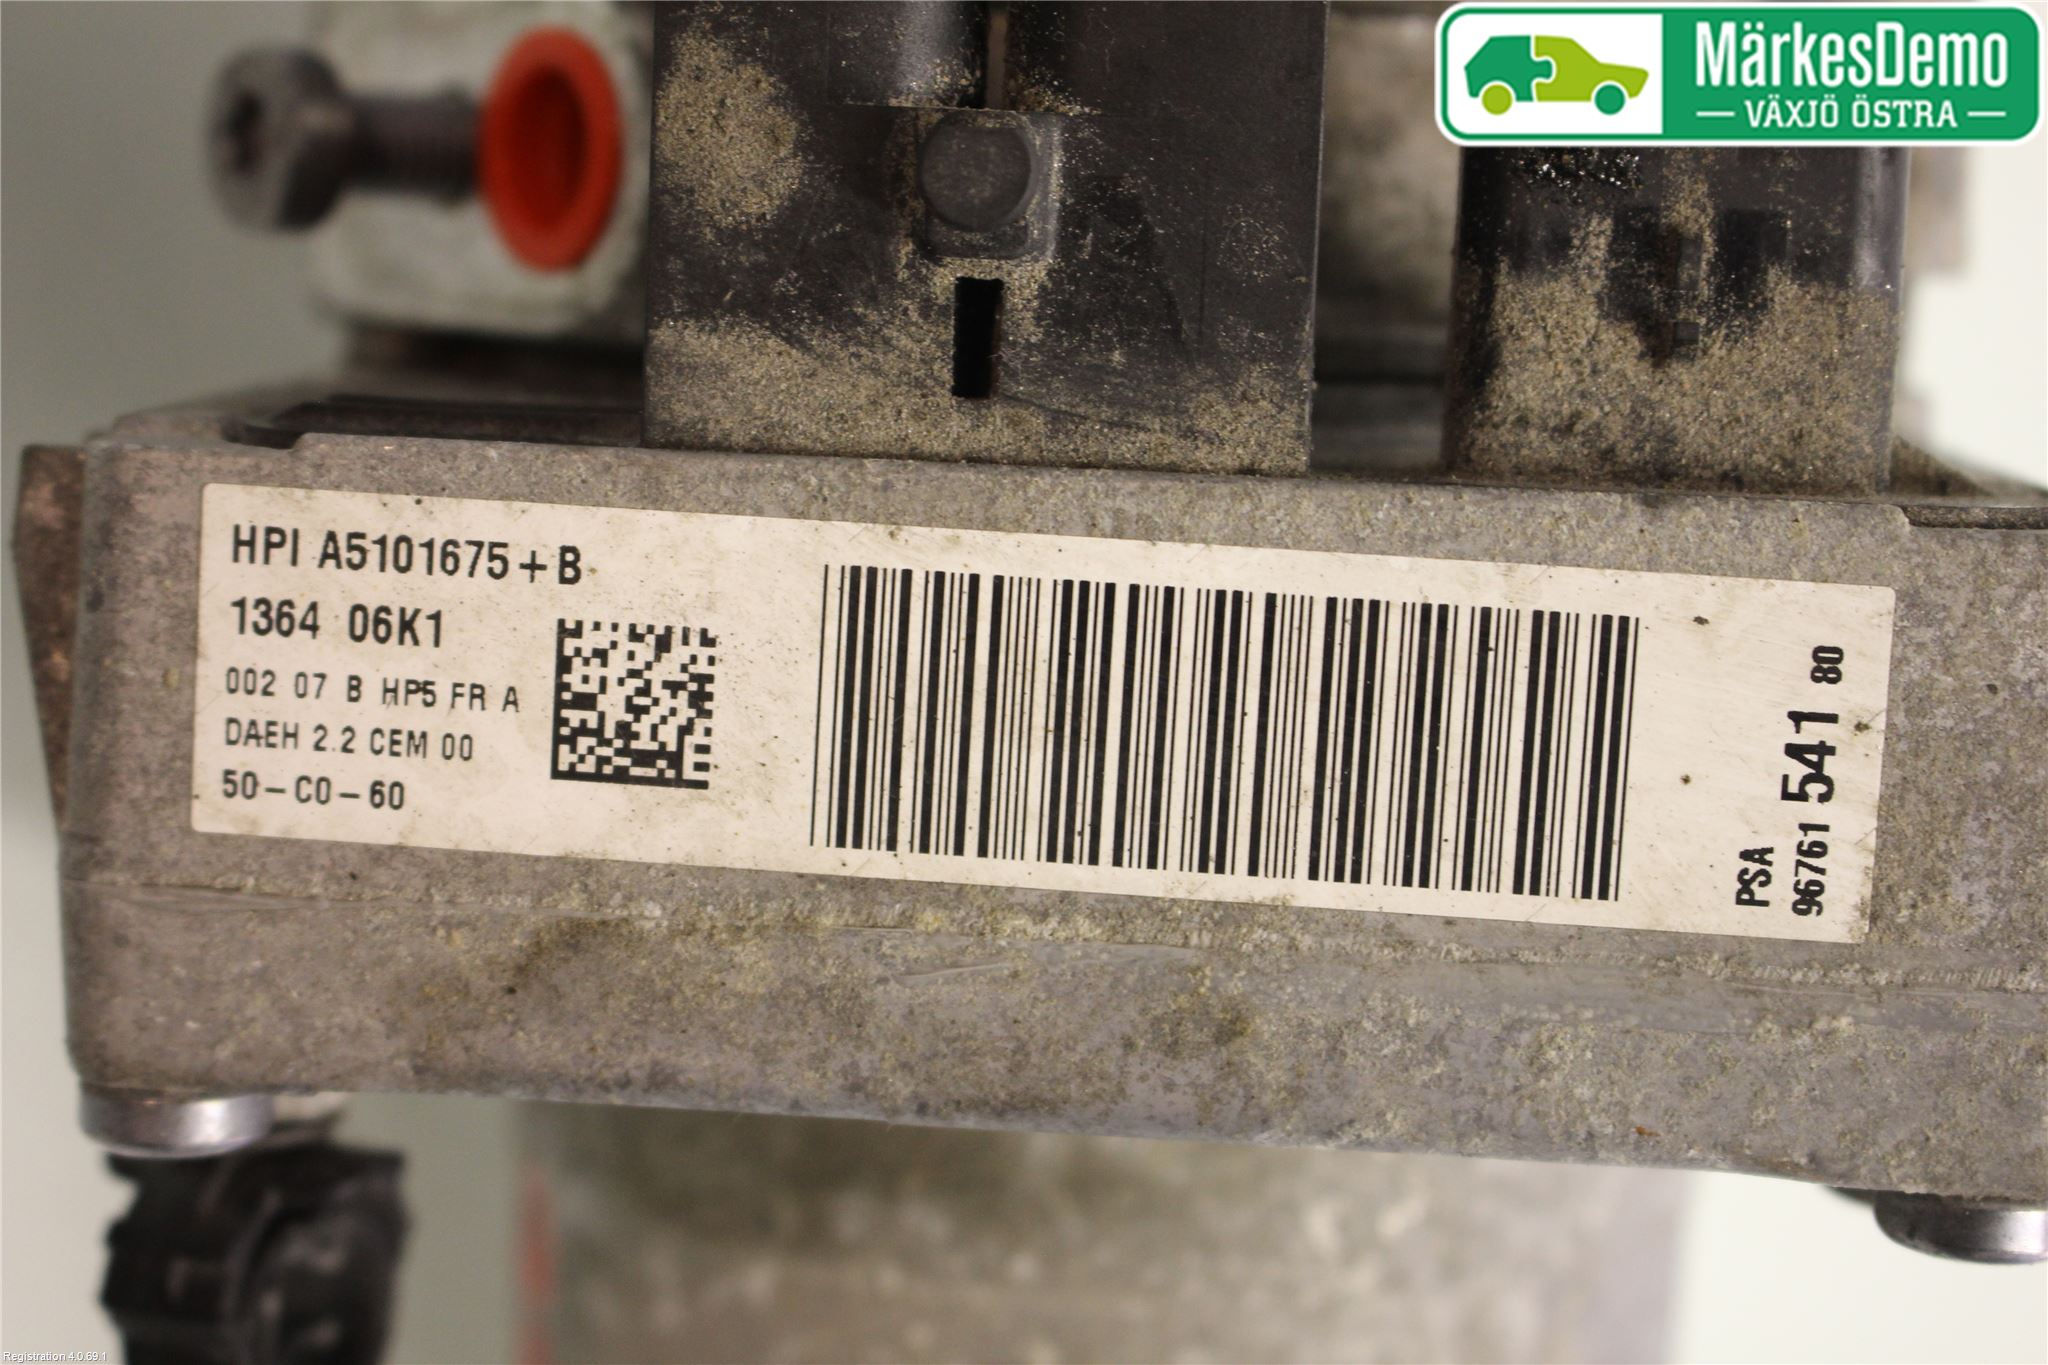 MärkesDemo
VÄXJÖ ÖSTRA
HPI A5101675+B
1364 06K1
002 07 B HP5 FR A
DAEH 2.2 CEM 00
50-C0-60
PSA
96761 541 80
Registration 4.0.69.1